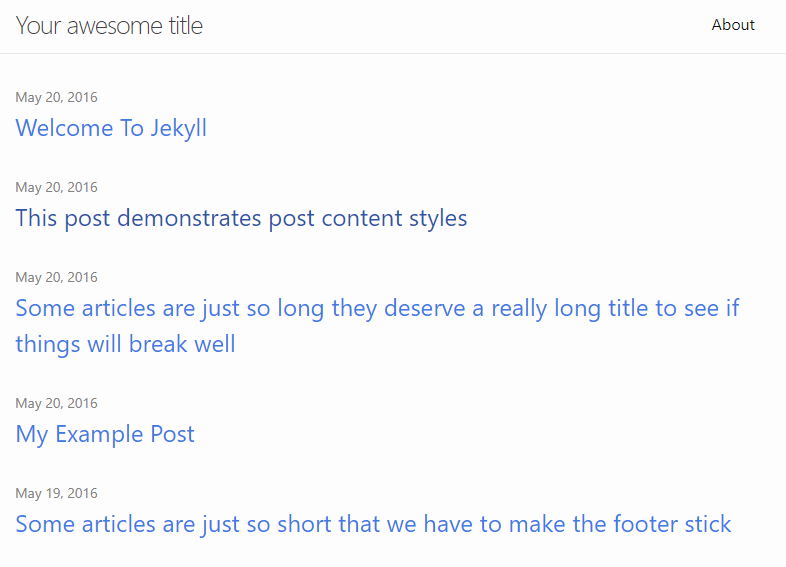 Your awesome title
About
May 20, 2016
Welcome To Jekyll
May 20, 2016
This post demonstrates post content styles
May 20, 2016
Some articles are just so long they deserve a really long title to see if
things will break well
May 20, 2016
My Example Post
May 19, 2016
Some articles are just so short that we have to make the footer stick